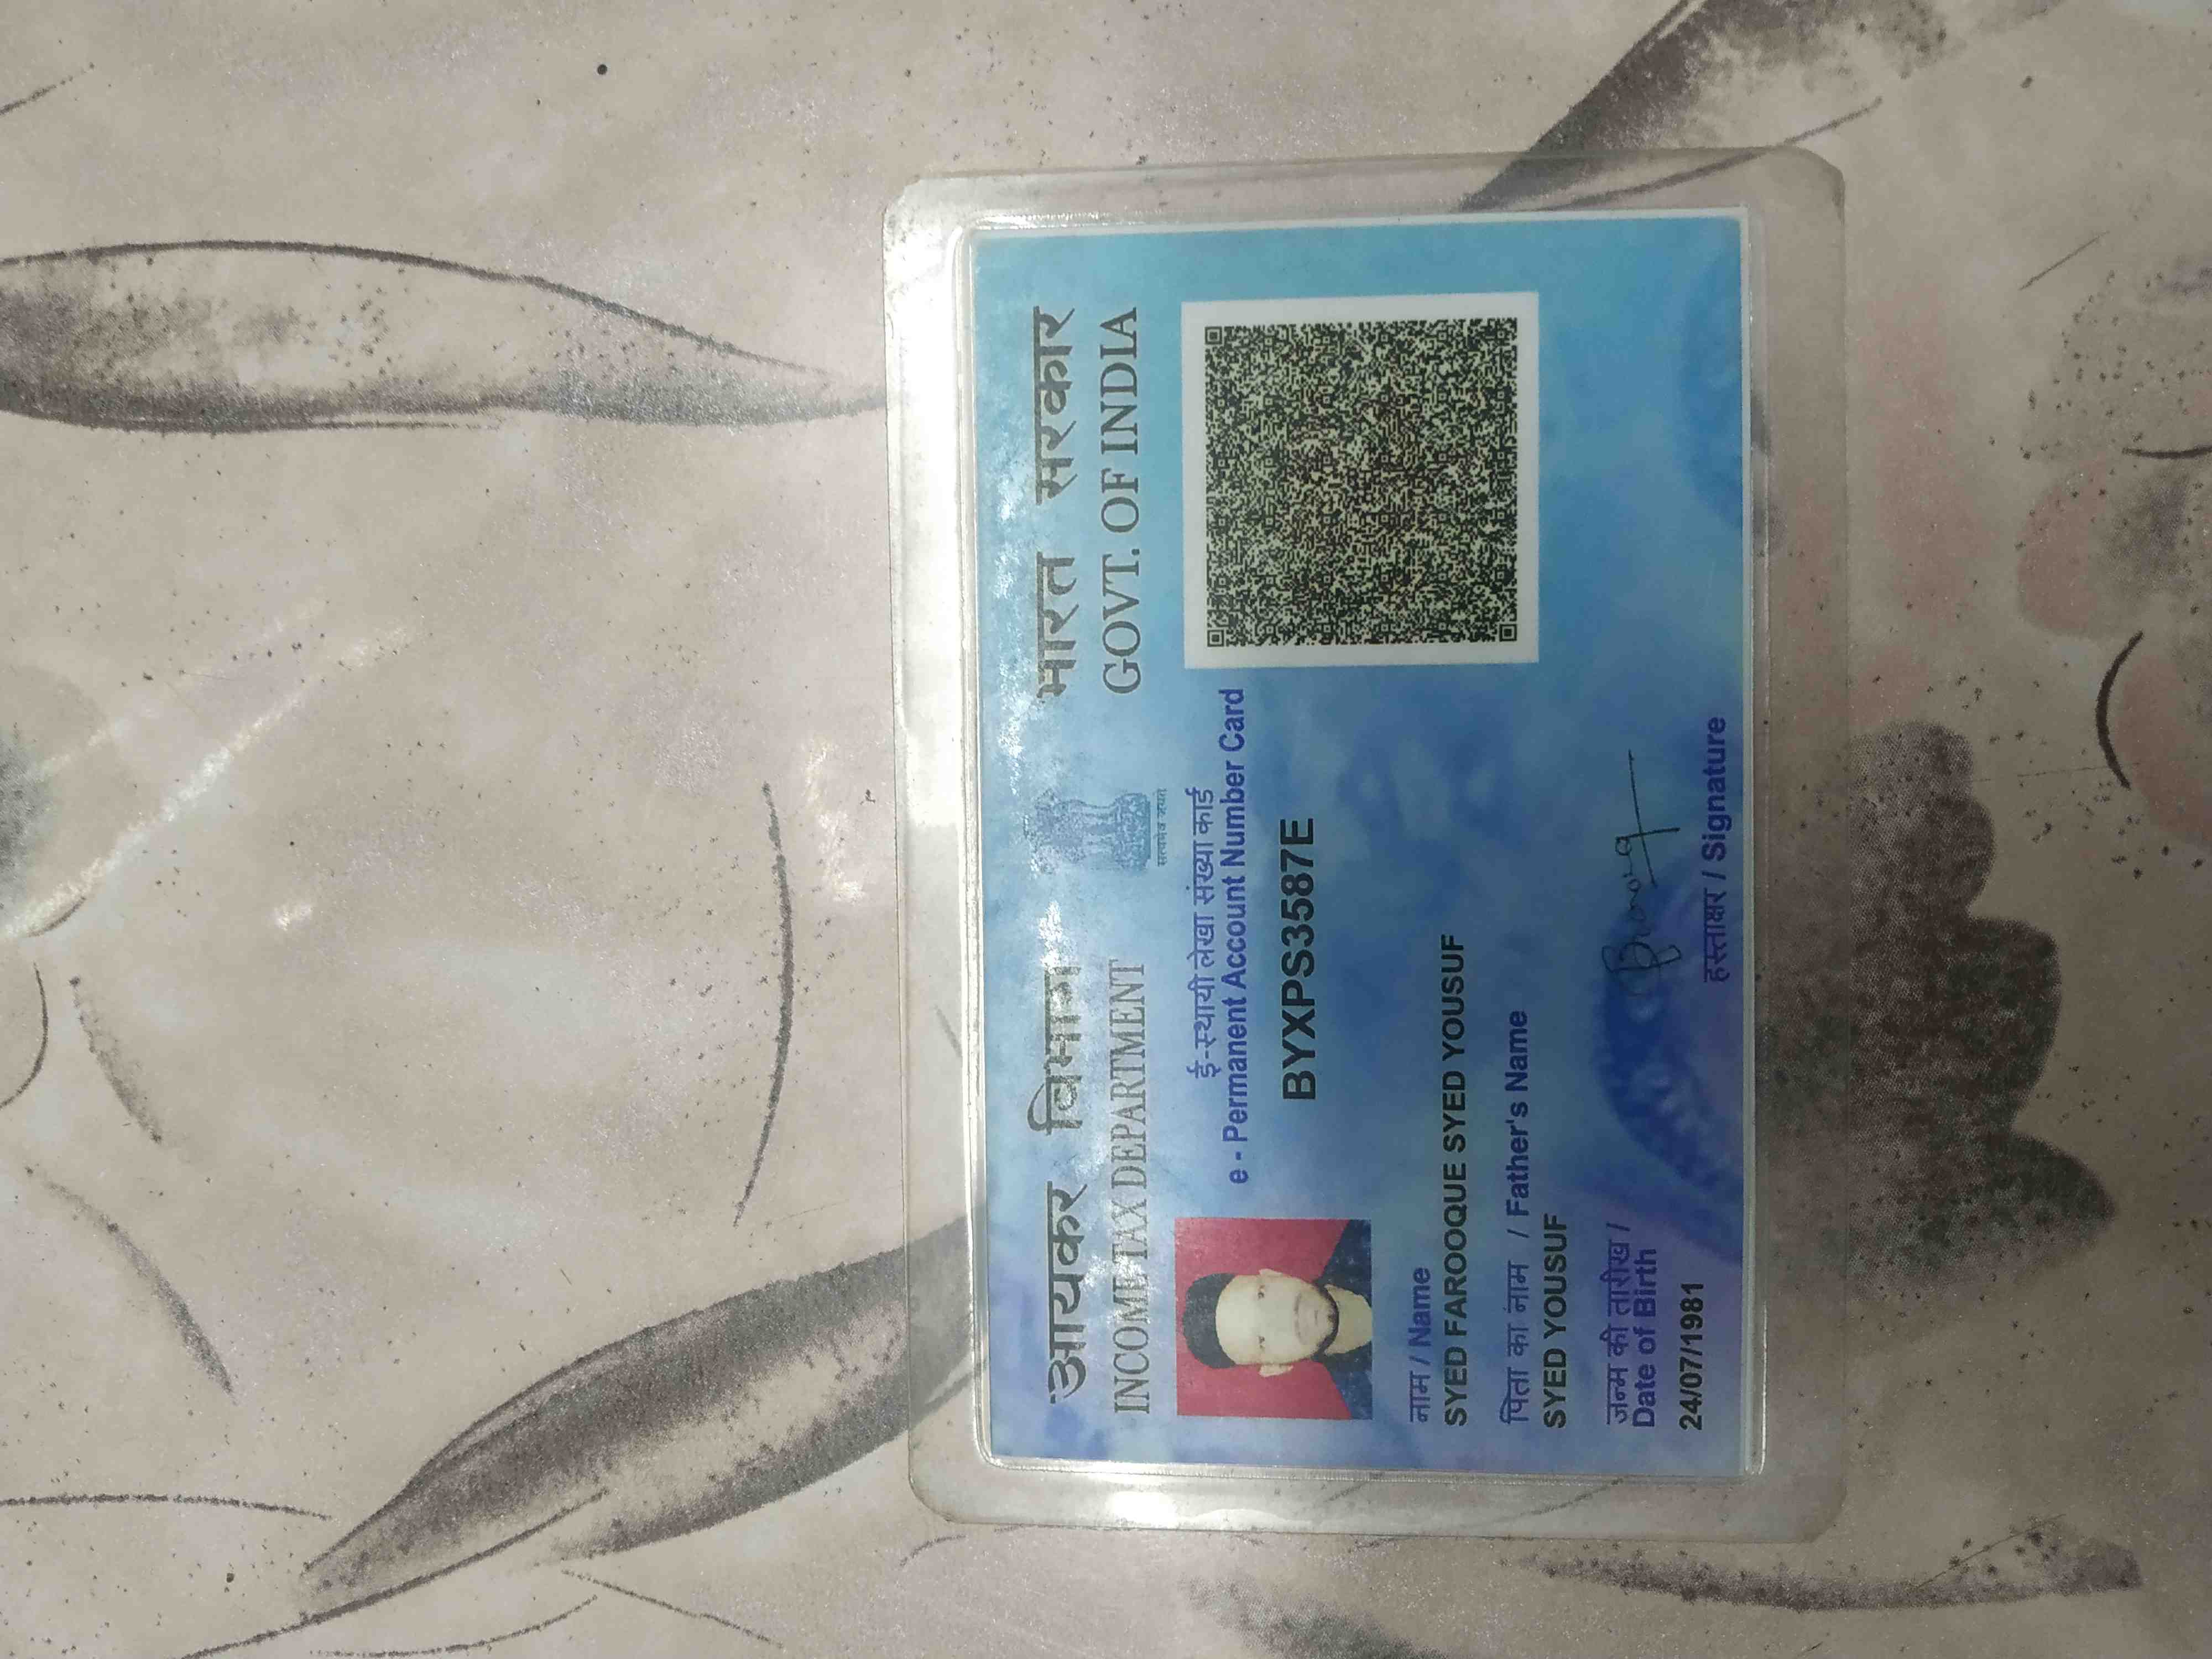 आयकर विभाग
INCOME TAX DEPARTMENT
सत्यमेव जयते
भारत सरकार
GOVT. OF INDIA
ई-स्थायी लेखा संख्या कार्ड
e - Permanent Account Number Card
BYXPS3587E
नाम / Name
SYED FAROOQUE SYED YOUSUF
पिता का नाम / Father's Name
SYED YOUSUF
जन्म की तारीख /
Date of Birth
24/07/1981
हस्ताक्षर / Signature